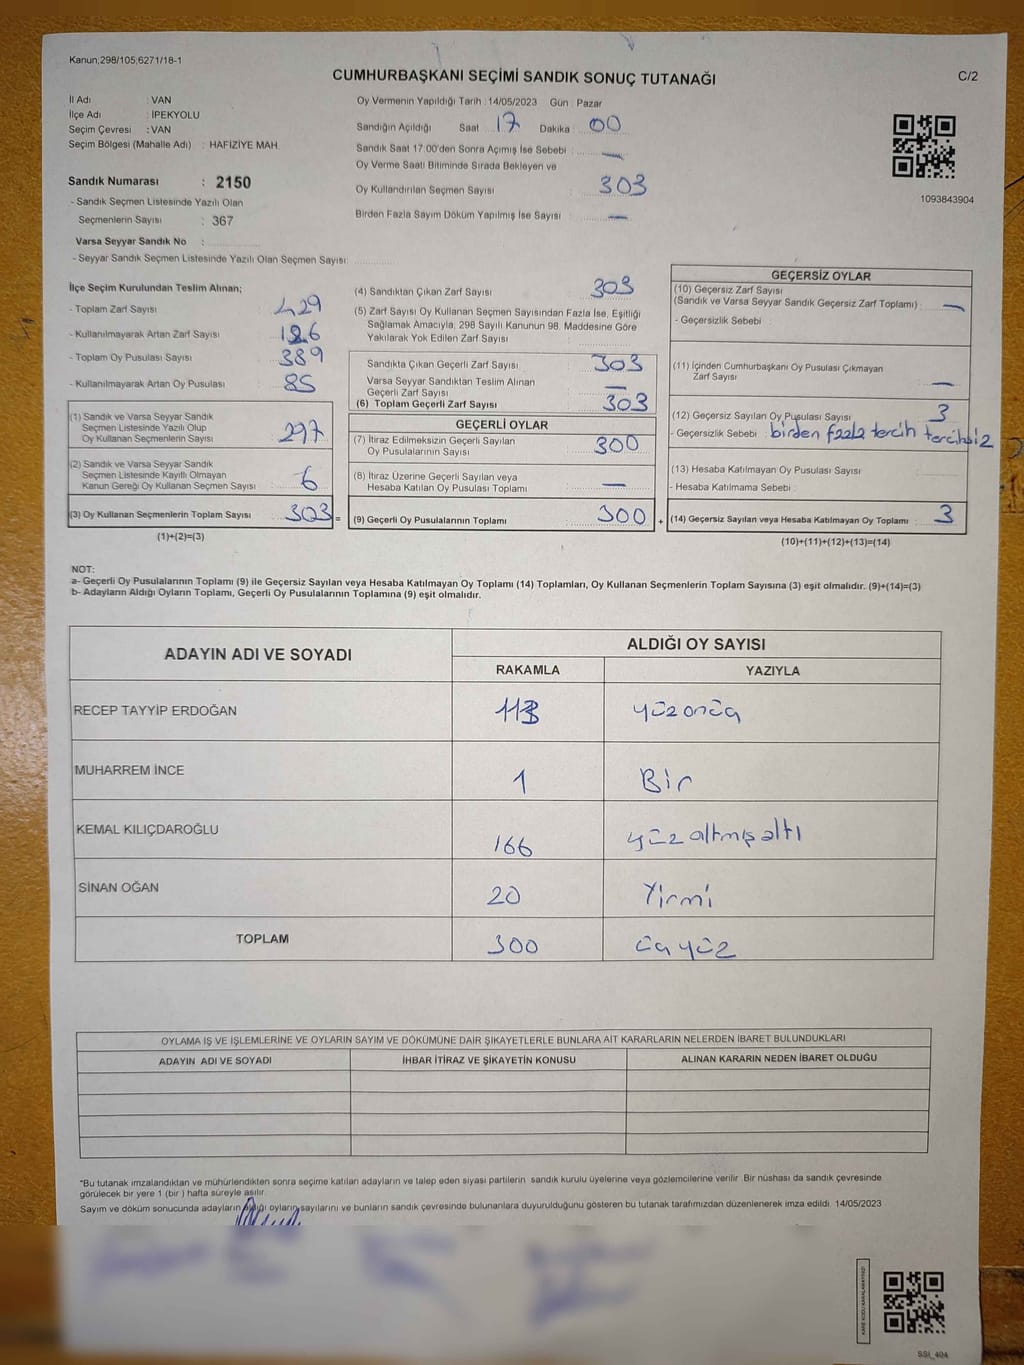 Kanun;298/105;6271/18-1
CUMHURBAŞKANI SEÇİMİ SANDIK SONUÇ TUTANAĞI
C/2
İl Adı : VAN
İlçe Adı : İPEKYOLU
Seçim Çevresi : VAN
Seçim Bölgesi (Mahalle Adı) : HAFİZİYE MAH.
Sandık Numarası : 2150
- Sandık Seçmen Listesinde Yazılı Olan
Seçmenlerin Sayısı : 367
Varsa Seyyar Sandık No :
- Seyyar Sandık Seçmen Listesinde Yazılı Olan Seçmen Sayısı:
Oy Vermenin Yapıldığı Tarih :14/05/2023 Gün : Pazar
Sandığın Açıldığı Saat : 17 Dakika : 00
Sandık Saat 17:00'den Sonra Açımış İse Sebebi : —
Oy Verme Saati Bitiminde Sırada Bekleyen ve
Oy Kullandırılan Seçmen Sayısı : 303
Birden Fazla Sayım Döküm Yapılmış İse Sayısı : —
1093843904
İlçe Seçim Kurulundan Teslim Alınan;
- Toplam Zarf Sayısı : 429
- Kullanılmayarak Artan Zarf Sayısı : 126
- Toplam Oy Pusulası Sayısı : 389
- Kullanılmayarak Artan Oy Pusulası : 85
(1) Sandık ve Varsa Seyyar Sandık
Seçmen Listesinde Yazılı Olup
Oy Kullanan Seçmenlerin Sayısı : 297
(2) Sandık ve Varsa Seyyar Sandık
Seçmen Listesinde Kayıtlı Olmayan
Kanun Gereği Oy Kullanan Seçmen Sayısı : 6
(3) Oy Kullanan Seçmenlerin Toplam Sayısı : 303 =
(1)+(2)=(3)
(4) Sandıktan Çıkan Zarf Sayısı : 303
(5) Zarf Sayısı Oy Kullanan Seçmen Sayısından Fazla İse, Eşitliği
Sağlamak Amacıyla; 298 Sayılı Kanunun 98. Maddesine Göre
Yakılarak Yok Edilen Zarf Sayısı :
Sandıkta Çıkan Geçerli Zarf Sayısı : 303
Varsa Seyyar Sandıktan Teslim Alınan
Geçerli Zarf Sayısı : —
(6) Toplam Geçerli Zarf Sayısı : 303
GEÇERLİ OYLAR
(7) İtiraz Edilmeksizin Geçerli Sayılan
Oy Pusulalarının Sayısı : 300
(8) İtiraz Üzerine Geçerli Sayılan veya
Hesaba Katılan Oy Pusulası Toplamı : —
(9) Geçerli Oy Pusulalarının Toplamı : 300 +
GEÇERSİZ OYLAR
(10) Geçersiz Zarf Sayısı
(Sandık ve Varsa Seyyar Sandık Geçersiz Zarf Toplamı) : —
- Geçersizlik Sebebi :
(11) İçinden Cumhurbaşkanı Oy Pusulası Çıkmayan
Zarf Sayısı : —
(12) Geçersiz Sayılan Oy Pusulası Sayısı : 3
- Geçersizlik Sebebi : birden fazla tercih tercihsiz
(13) Hesaba Katılmayan Oy Pusulası Sayısı :
- Hesaba Katılmama Sebebi :
(14) Geçersiz Sayılan veya Hesaba Katılmayan Oy Toplamı : 3
(10)+(11)+(12)+(13)=(14)
NOT:
a- Geçerli Oy Pusulalarının Toplamı (9) ile Geçersiz Sayılan veya Hesaba Katılmayan Oy Toplamı (14) Toplamları, Oy Kullanan Seçmenlerin Toplam Sayısına (3) eşit olmalıdır. (9)+(14)=(3)
b- Adayların Aldığı Oyların Toplamı, Geçerli Oy Pusulalarının Toplamına (9) eşit olmalıdır.
ADAYIN ADI VE SOYADI ALDIĞI OY SAYISI
RAKAMLA YAZIYLA
RECEP TAYYİP ERDOĞAN 113 yüzonüç
MUHARREM İNCE 1 Bir
KEMAL KILIÇDAROĞLU 166 yüzaltmışaltı
SİNAN OĞAN 20 Yirmi
TOPLAM 300 üçyüz
OYLAMA İŞ VE İŞLEMLERİNE VE OYLARIN SAYIM VE DÖKÜMÜNE DAİR ŞİKAYETLERLE BUNLARA AİT KARARLARIN NELERDEN İBARET BULUNDUKLARI
ADAYIN ADI VE SOYADI İHBAR İTİRAZ VE ŞİKAYETİN KONUSU ALINAN KARARIN NEDEN İBARET OLDUĞU
*Bu tutanak imzalandıktan ve mühürlendikten sonra seçime katılan adayların ve talep eden siyasi partilerin sandık kurulu üyelerine veya gözlemcilerine verilir. Bir nüshası da sandık çevresinde
görülecek bir yere 1 (bir ) hafta süreyle asılır.
Sayım ve döküm sonucunda adayların aldığı oyların sayılarını ve bunların sandık çevresinde bulunanlara duyurulduğunu gösteren bu tutanak tarafımızdan düzenlenerek imza edildi. 14/05/2023
KARE KODU KARALAMAYINIZ!
SSI_404